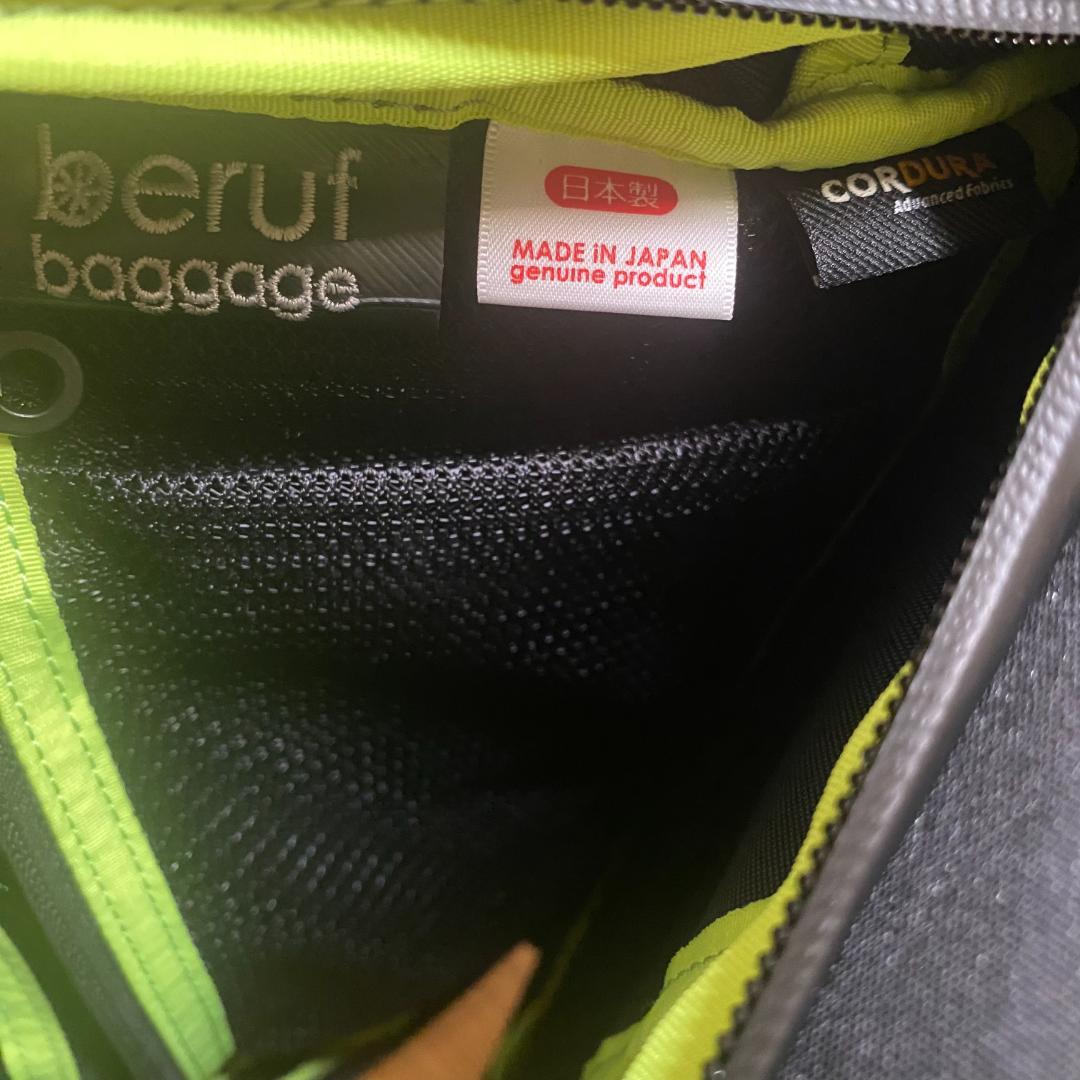 beruf
baggage
日本製
MADE iN JAPAN
genuine product
CORDURA
Advanced Fabrics